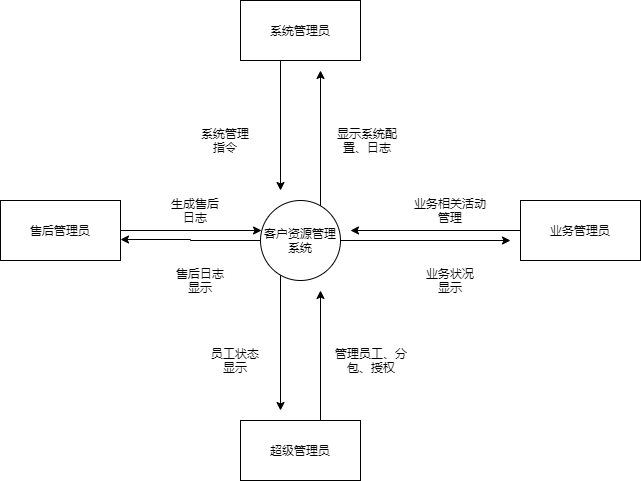 系统管理员
系统管理
指令
显示系统配
置、日志
生成售后
日志
业务相关活动
管理
售后管理员
客户资源管理
系统
业务管理员
售后日志
显示
业务状况
显示
员工状态
显示
管理员工、分
包、授权
超级管理员